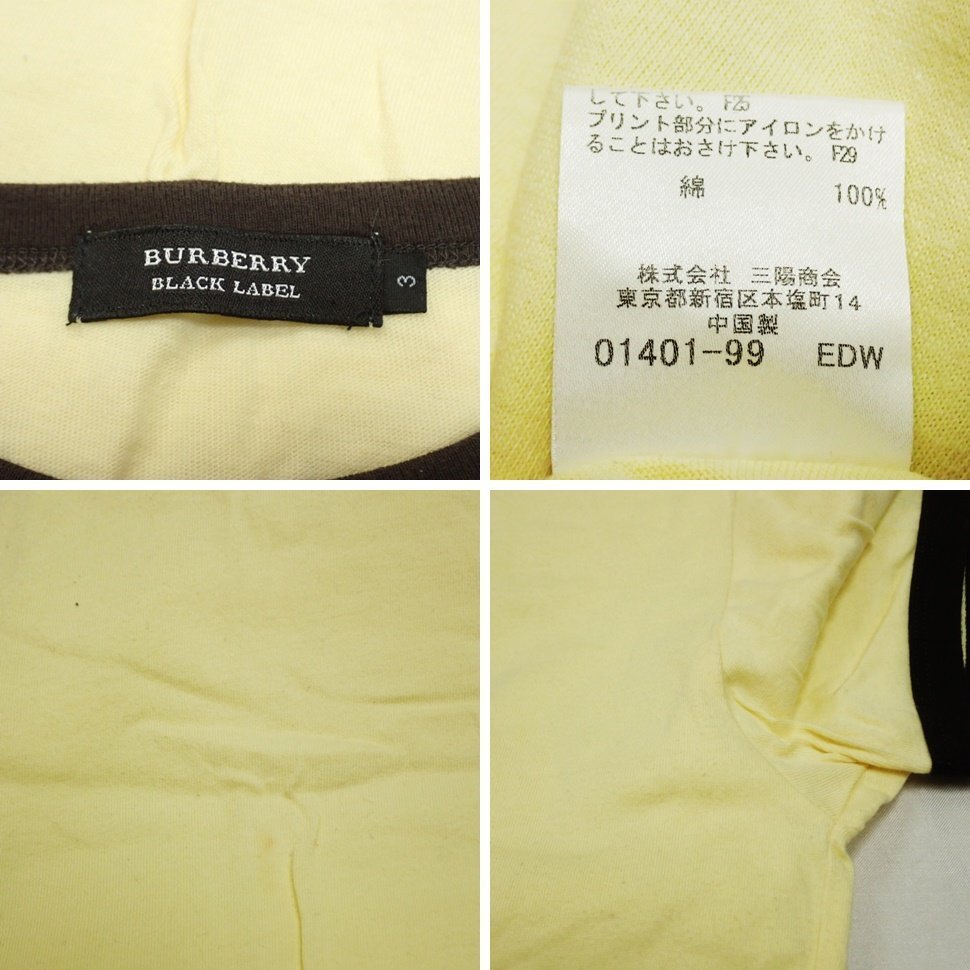 BURBERRY
BLACK LABEL
3
して下さい。 F25
プリント部分にアイロンをかけ
ることはおさけ下さい。 F29
綿 100%
株式会社 三陽商会
東京都新宿区本塩町14
中国製
01401-99 EDW